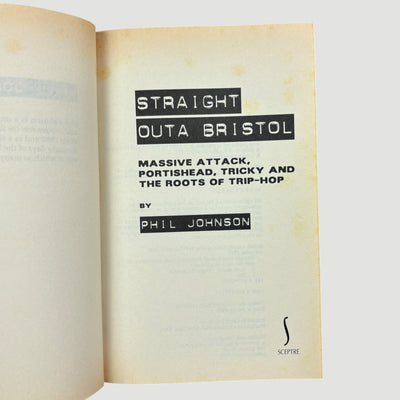 STRAIGHT
OUTA BRISTOL
MASSIVE ATTACK,
PORTISHEAD, TRICKY AND
THE ROOTS OF TRIP-HOP
BY
PHIL JOHNSON
S
SCEPTRE